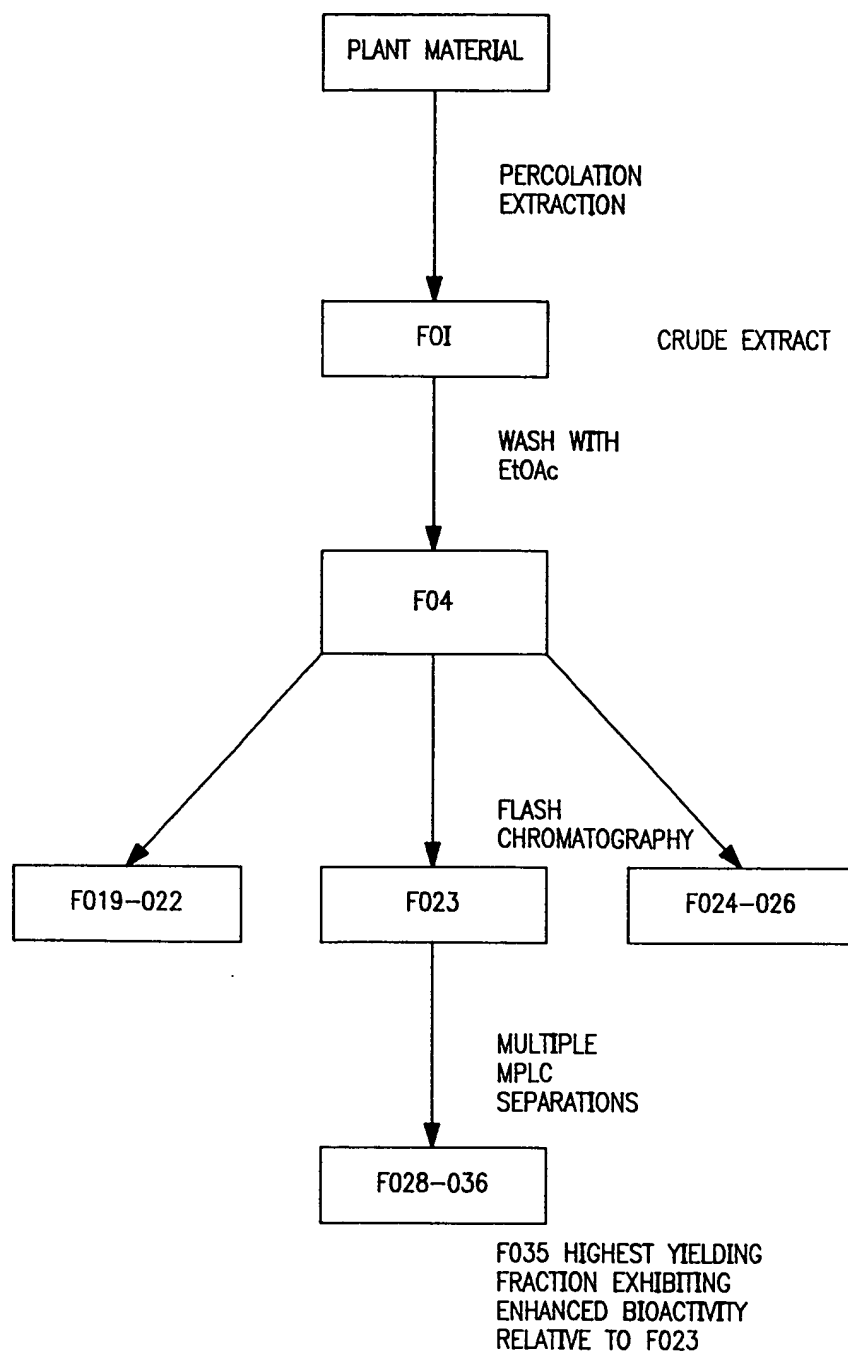 PLANT MATERIAL
PERCOLATION
EXTRACTION
F0I
CRUDE EXTRACT
WASH WITH
EtOAc
F04
FLASH
CHROMATOGRAPHY
F019-022
F023
F024-026
MULTIPLE
MPLC
SEPARATIONS
F028-036
F035 HIGHEST YIELDING
FRACTION EXHIBITING
ENHANCED BIOACTIVITY
RELATIVE TO F023